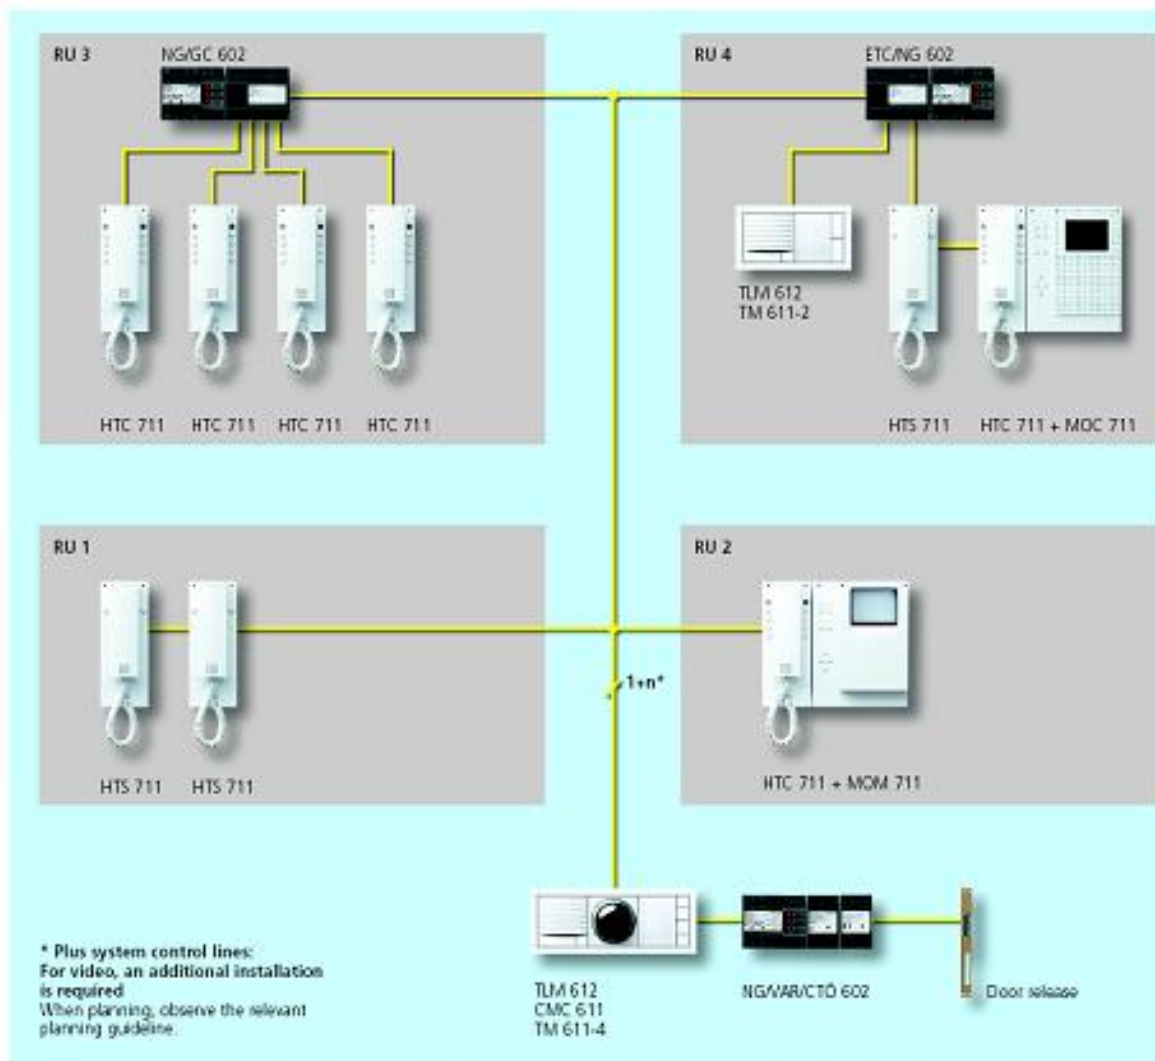 RU 3
NG/GC 602
HTC 711
HTC 711
HTC 711
HTC 711
RU 4
ETC/NG 602
TLM 612
TM 611-2
HTS 711
HTC 711 + MOC 711
RU 1
HTS 711
HTS 711
RU 2
HTC 711 + MOM 711
1+n*
TLM 612
CMC 611
TM 611-4
NG/VAR/CTÖ 602
Door release
* Plus system control lines:
For video, an additional installation
is required
When planning, observe the relevant
planning guideline.